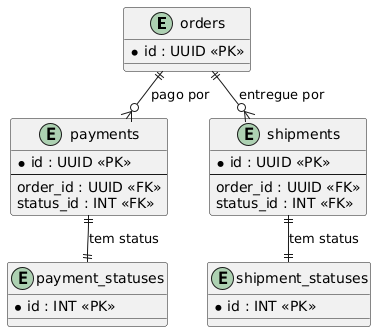 E orders
* id : UUID «PK»
pago por
entregue por
E payments
* id : UUID «PK»
order_id : UUID «FK»
status_id : INT «FK»
E shipments
* id : UUID «PK»
order_id : UUID «FK»
status_id : INT «FK»
tem status
tem status
E payment_statuses
* id : INT «PK»
E shipment_statuses
* id : INT «PK»